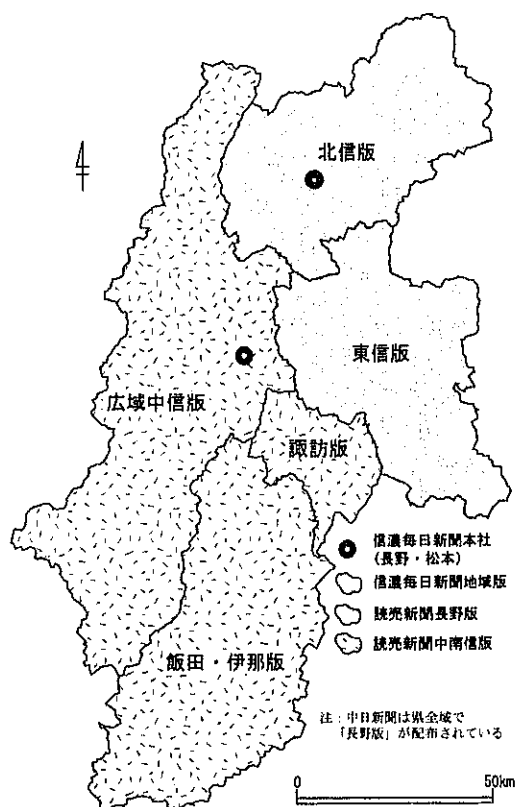 北信版
東信版
広域中信版
諏訪版
飯田・伊那版
信濃毎日新聞本社
(長野・松本)
信濃毎日新聞地域版
読売新聞長野版
読売新聞中南信版
注：中日新聞は県全域で
「長野版」が配布されている
0 50km